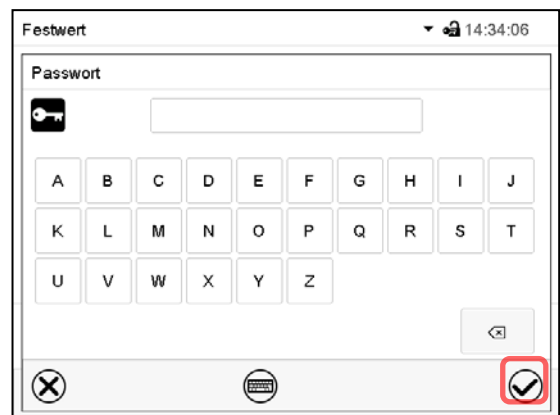 Festwert 14:34:06
Passwort
A B C D E F G H I J
K L M N O P Q R S T
U V W X Y Z